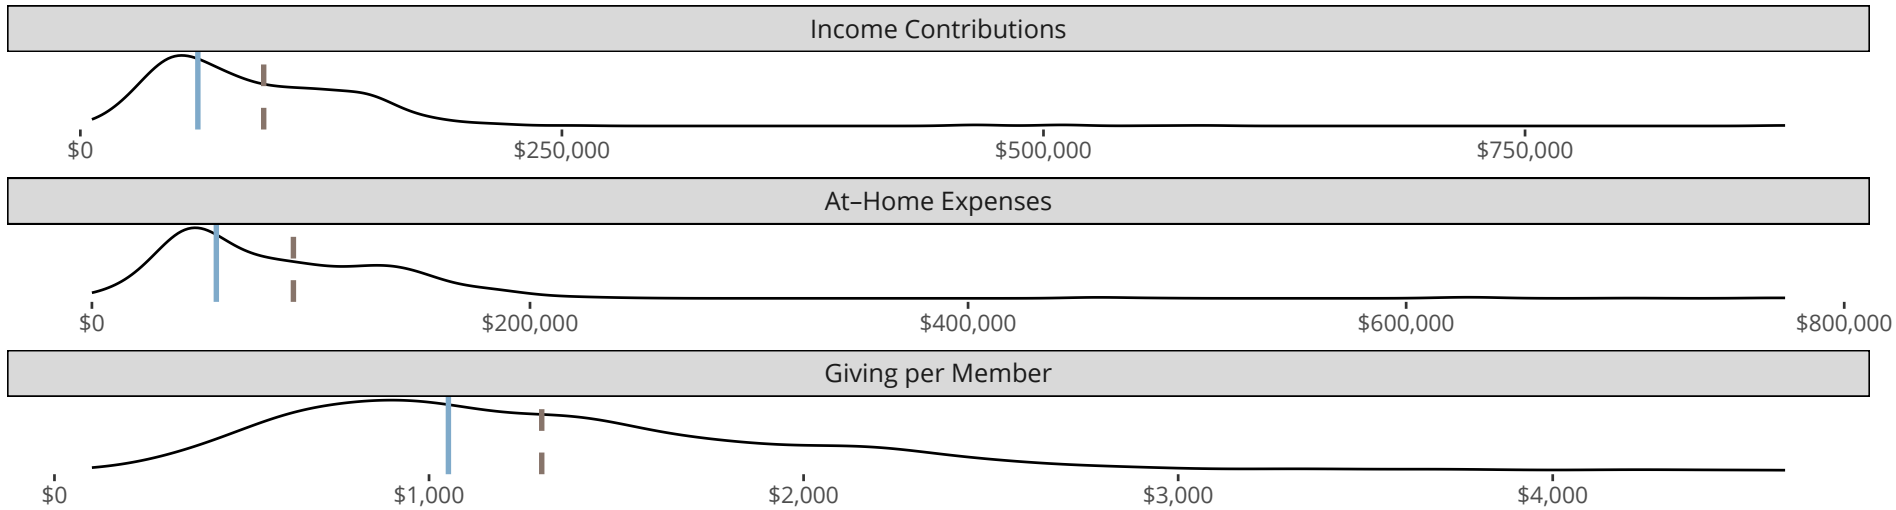 Income Contributions
$0 $250,000 $500,000 $750,000
At–Home Expenses
$0 $200,000 $400,000 $600,000 $800,000
Giving per Member
$0 $1,000 $2,000 $3,000 $4,000